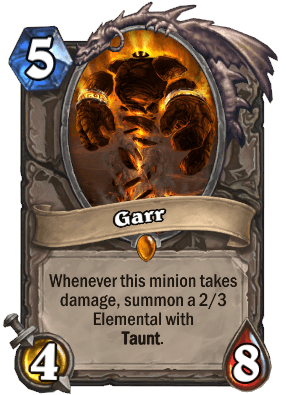 5
Garr
Whenever this minion takes
damage, summon a 2/3
Elemental with
Taunt.
4
8